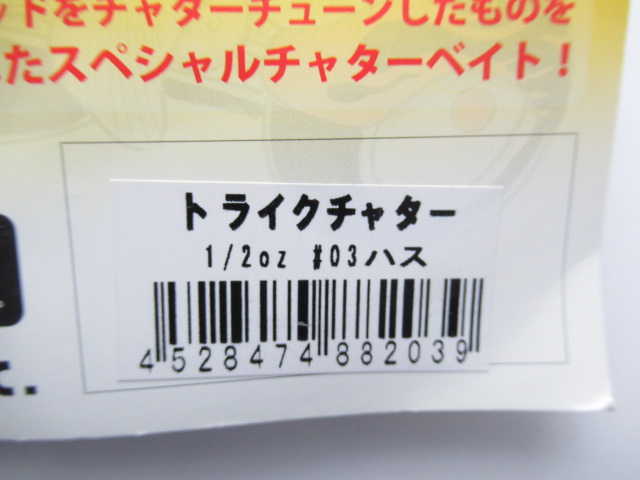 ッドをチャターチューンしたものを
たスペシャルチャターベイト！
トライクチャター
1/2oz #03ハス
4528474882039